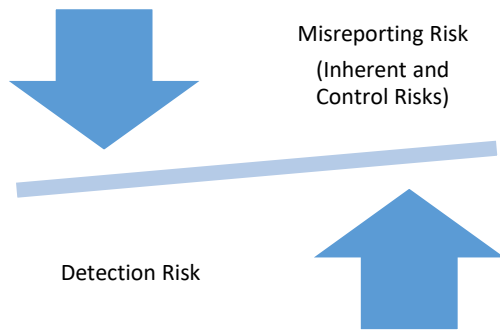 Misreporting Risk
(Inherent and
Control Risks)
Detection Risk